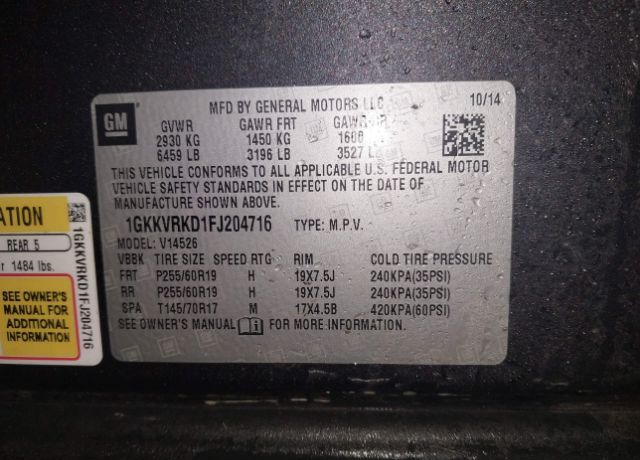 GM
MFD BY GENERAL MOTORS LLC
10/14
GVWR GAWR FRT GAWR RR
2930 KG 1450 KG 1600
6459 LB 3196 LB 3527 L
THIS VEHICLE CONFORMS TO ALL APPLICABLE U.S. FEDERAL MOTOR
VEHICLE SAFETY STANDARDS IN EFFECT ON THE DATE OF
MANUFACTURE SHOWN ABOVE.
1GKKVRKD1FJ204716 TYPE: M.P.V.
MODEL: V14526
VBBK TIRE SIZE SPEED RTG RIM COLD TIRE PRESSURE
FRT P255/60R19 H 19X7.5J 240KPA(35PSI)
RR P255/60R19 H 19X7.5J 240KPA(35PSI)
SPA T145/70R17 M 17X4.5B 420KPA(60PSI)
SEE OWNER'S MANUAL FOR MORE INFORMATION.
ATION
REAR 5
r 1484 lbs.
SEE OWNER'S
MANUAL FOR
ADDITIONAL
INFORMATION
1GKKVRKD1FJ204716